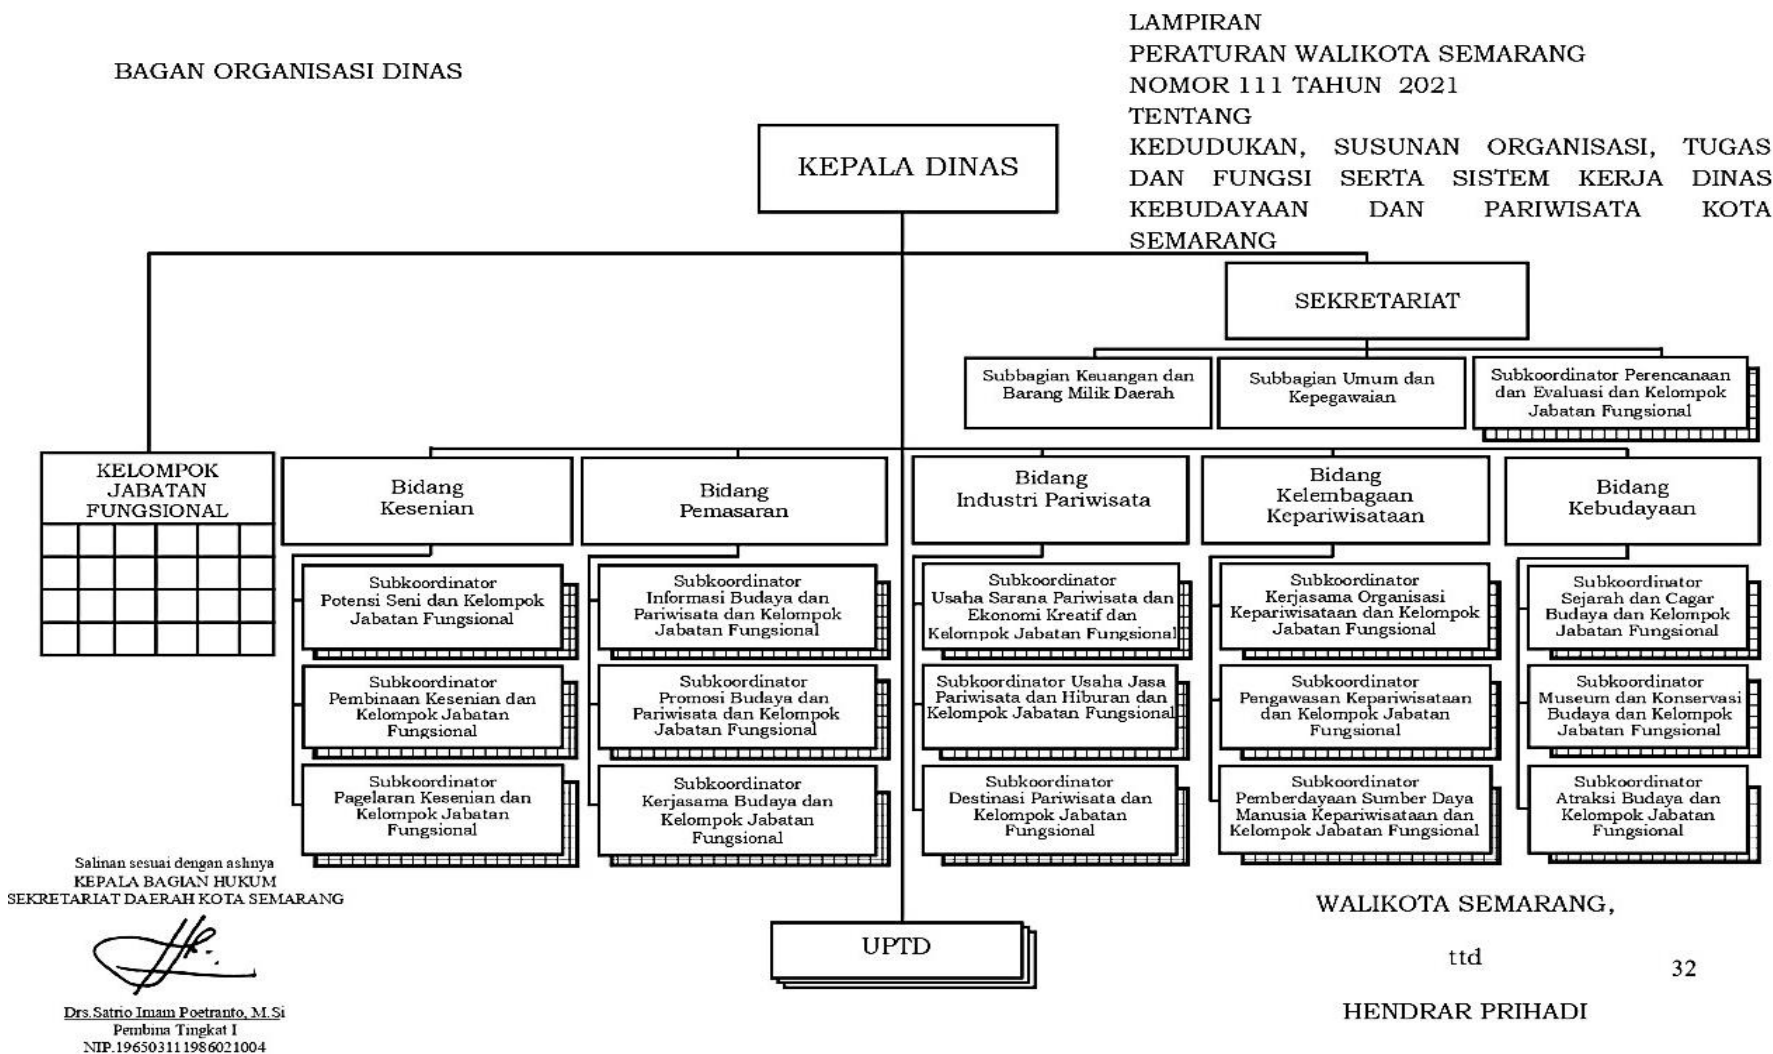 LAMPIRAN
PERATURAN WALIKOTA SEMARANG
NOMOR 111 TAHUN 2021
TENTANG
KEDUDUKAN, SUSUNAN ORGANISASI, TUGAS
DAN FUNGSI SERTA SISTEM KERJA DINAS
KEBUDAYAAN DAN PARIWISATA KOTA
SEMARANG
BAGAN ORGANISASI DINAS
KEPALA DINAS
SEKRETARIAT
Subbagian Keuangan dan
Barang Milik Daerah
Subbagian Umum dan
Kepegawaian
Subkoordinator Perencanaan
dan Evaluasi dan Kelompok
Jabatan Fungsional
KELOMPOK
JABATAN
FUNGSIONAL
Bidang
Kesenian
Subkoordinator
Potensi Seni dan Kelompok
Jabatan Fungsional
Subkoordinator
Pembinaan Kesenian dan
Kelompok Jabatan
Fungsional
Subkoordinator
Pagelaran Kesenian dan
Kelompok Jabatan
Fungsional
Bidang
Pemasaran
Subkoordinator
Informasi Budaya dan
Pariwisata dan Kelompok
Jabatan Fungsional
Subkoordinator
Promosi Budaya dan
Pariwisata dan Kelompok
Jabatan Fungsional
Subkoordinator
Kerjasama Budaya dan
Kelompok Jabatan
Fungsional
Bidang
Industri Pariwisata
Subkoordinator
Usaha Sarana Pariwisata dan
Ekonomi Kreatif dan
Kelompok Jabatan Fungsional
Subkoordinator Usaha Jasa
Pariwisata dan Hiburan dan
Kelompok Jabatan Fungsional
Subkoordinator
Destinasi Pariwisata dan
Kelompok Jabatan
Fungsional
Bidang
Kelembagaan
Kepariwisataan
Subkoordinator
Kerjasama Organisasi
Kepariwisataan dan Kelompok
Jabatan Fungsional
Subkoordinator
Pengawasan Kepariwisataan
dan Kelompok Jabatan
Fungsional
Subkoordinator
Pemberdayaan Sumber Daya
Manusia Kepariwisataan dan
Kelompok Jabatan Fungsional
Bidang
Kebudayaan
Subkoordinator
Sejarah dan Cagar
Budaya dan Kelompok
Jabatan Fungsional
Subkoordinator
Museum dan Konservasi
Budaya dan Kelompok
Jabatan Fungsional
Subkoordinator
Atraksi Budaya dan
Kelompok Jabatan
Fungsional
UPTD
Salinan sesuai dengan aslinya
KEPALA BAGIAN HUKUM
SEKRETARIAT DAERAH KOTA SEMARANG
Drs.Satrio Imam Poetranto, M.Si
Pembina Tingkat I
NIP.196503111986021004
WALIKOTA SEMARANG,
ttd
HENDRAR PRIHADI
32